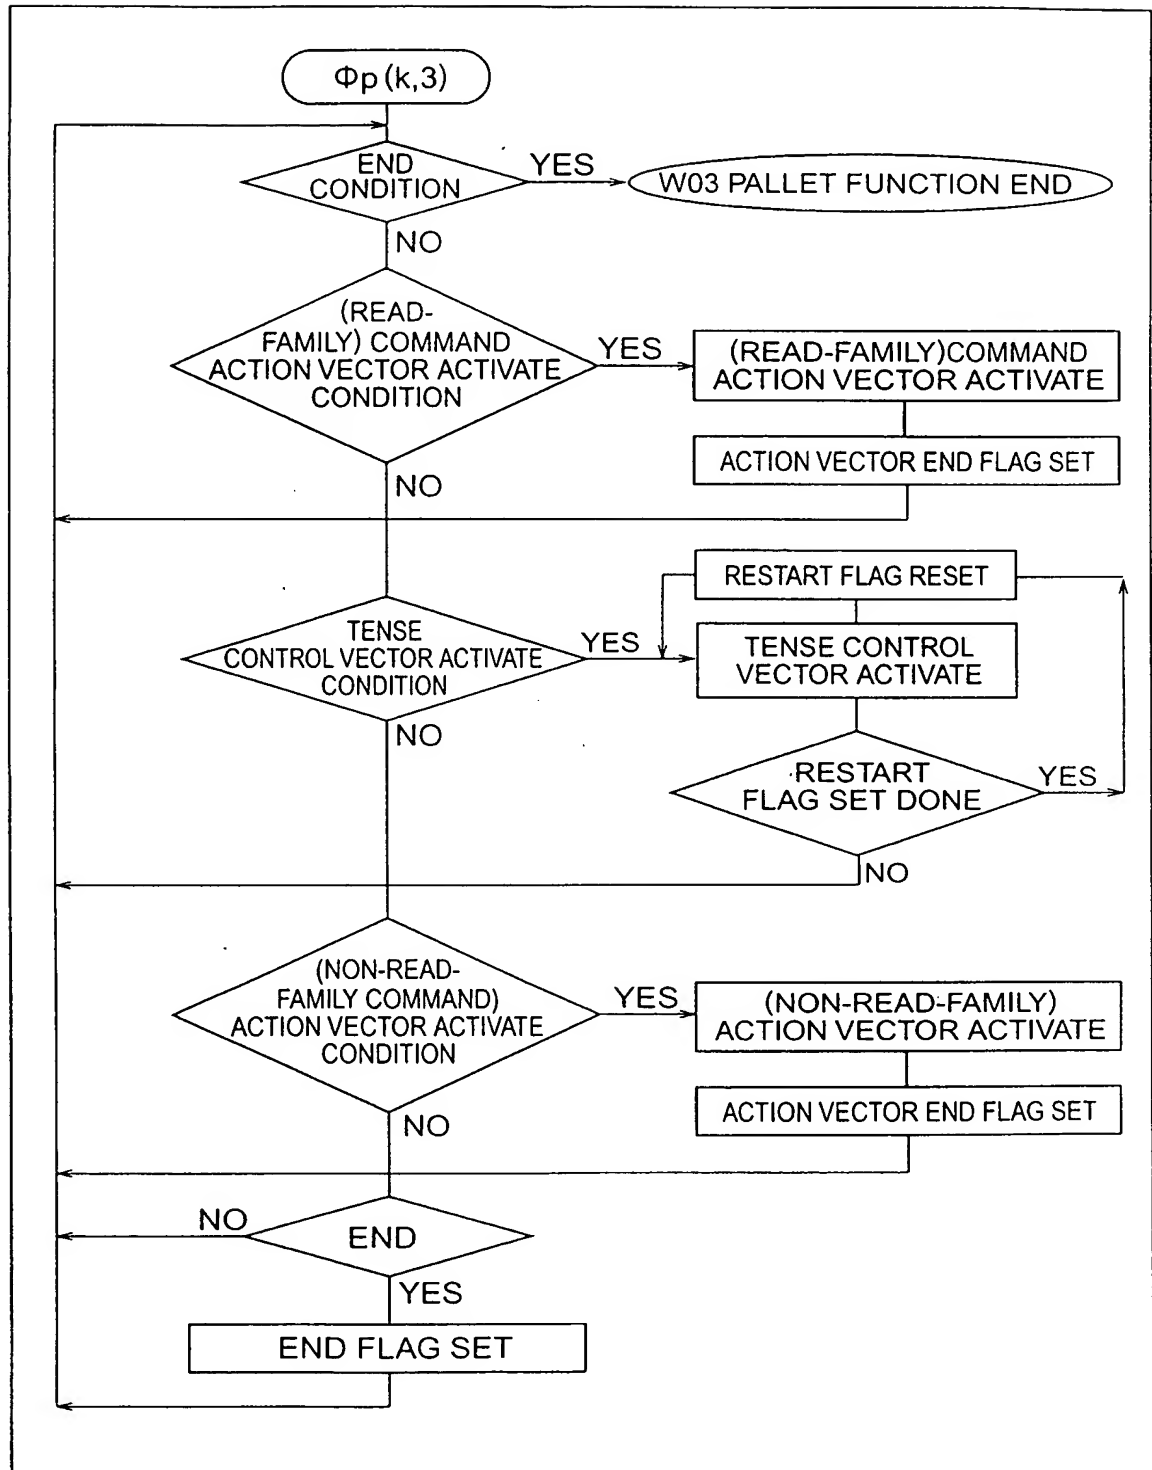 Φp(k,3)
END
CONDITION
YES
W03 PALLET FUNCTION END
NO
(READ-
FAMILY) COMMAND
ACTION VECTOR ACTIVATE
CONDITION
YES
(READ-FAMILY)COMMAND
ACTION VECTOR ACTIVATE
ACTION VECTOR END FLAG SET
NO
RESTART FLAG RESET
TENSE
CONTROL VECTOR ACTIVATE
CONDITION
YES
TENSE CONTROL
VECTOR ACTIVATE
NO
RESTART
FLAG SET DONE
YES
NO
(NON-READ-
FAMILY COMMAND)
ACTION VECTOR ACTIVATE
CONDITION
YES
(NON-READ-FAMILY)
ACTION VECTOR ACTIVATE
ACTION VECTOR END FLAG SET
NO
NO
END
YES
END FLAG SET